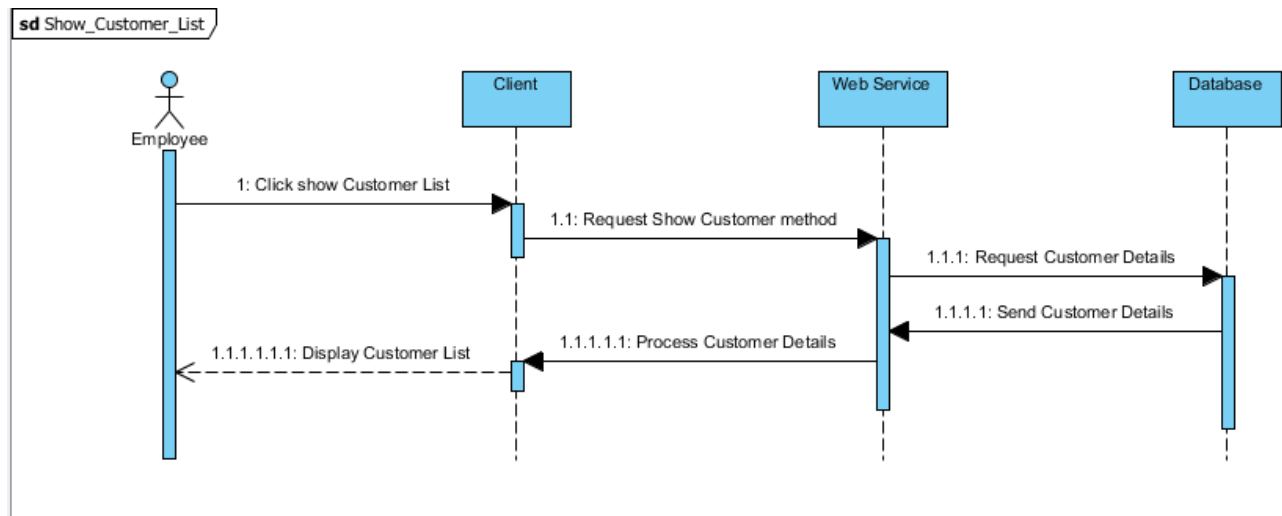 sd Show_Customer_List
Client
Web Service
Database
Employee
1: Click show Customer List
1.1: Request Show Customer method
1.1.1: Request Customer Details
1.1.1.1: Send Customer Details
1.1.1.1.1: Process Customer Details
1.1.1.1.1.1: Display Customer List